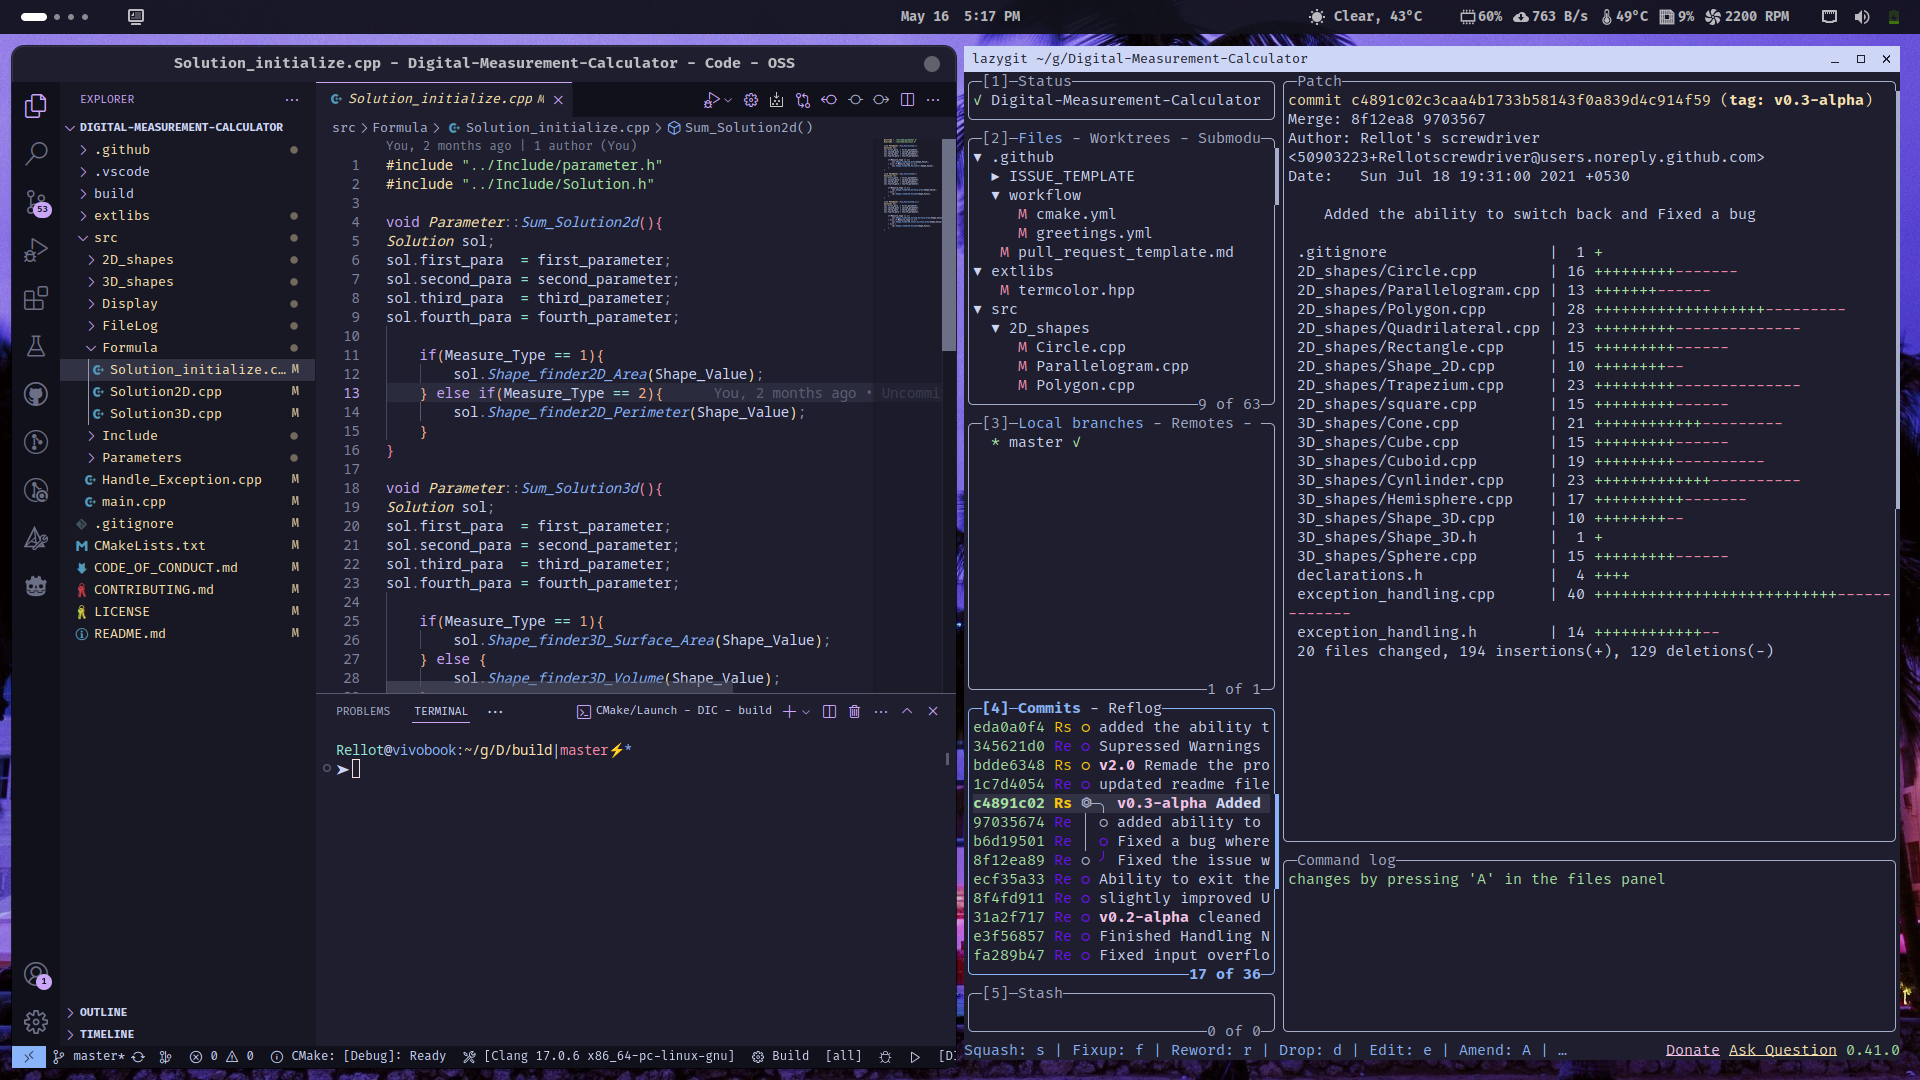 May 16  5:17 PM
Clear, 43°C
60% 763 B/s 49°C 9% 2200 RPM
Solution_initialize.cpp - Digital-Measurement-Calculator - Code - OSS
EXPLORER
DIGITAL-MEASUREMENT-CALCULATOR
.github
.vscode
build
extlibs
src
2D_shapes
3D_shapes
Display
FileLog
Formula
Solution_initialize.c... M
Solution2D.cpp M
Solution3D.cpp M
Include
Parameters
Handle_Exception.cpp M
main.cpp M
.gitignore M
CMakeLists.txt M
CODE_OF_CONDUCT.md M
CONTRIBUTING.md M
LICENSE M
README.md M
OUTLINE
TIMELINE
53
1
Solution_initialize.cpp M
src > Formula > Solution_initialize.cpp > Sum_Solution2d()
You, 2 months ago | 1 author (You)
1 #include "../Include/parameter.h"
2 #include "../Include/Solution.h"
3
4 void Parameter::Sum_Solution2d(){
5 Solution sol;
6 sol.first_para  = first_parameter;
7 sol.second_para = second_parameter;
8 sol.third_para  = third_parameter;
9 sol.fourth_para = fourth_parameter;
10
11     if(Measure_Type == 1){
12         sol.Shape_finder2D_Area(Shape_Value);
13     } else if(Measure_Type == 2){      You, 2 months ago • Uncommi
14         sol.Shape_finder2D_Perimeter(Shape_Value);
15     }
16 }
17
18 void Parameter::Sum_Solution3d(){
19 Solution sol;
20 sol.first_para  = first_parameter;
21 sol.second_para = second_parameter;
22 sol.third_para  = third_parameter;
23 sol.fourth_para = fourth_parameter;
24
25     if(Measure_Type == 1){
26         sol.Shape_finder3D_Surface_Area(Shape_Value);
27     } else {
28         sol.Shape_finder3D_Volume(Shape_Value);
PROBLEMS TERMINAL ... CMake/Launch - DIC - build
Rellot@vivobook:~/g/D/build|master⚡*
➤
master* 0 0 CMake: [Debug]: Ready [Clang 17.0.6 x86_64-pc-linux-gnu] Build [all] [D]
lazygit ~/g/Digital-Measurement-Calculator
[1]─Status
√ Digital-Measurement-Calculator
[2]─Files - Worktrees - Submodu
▼ .github
▶ ISSUE_TEMPLATE
▼ workflow
M cmake.yml
M greetings.yml
M pull_request_template.md
▼ extlibs
M termcolor.hpp
▼ src
▼ 2D_shapes
M Circle.cpp
M Parallelogram.cpp
M Polygon.cpp
9 of 63
[3]─Local branches - Remotes -
* master √
1 of 1
[4]─Commits - Reflog
eda0a0f4 Rs added the ability t
345621d0 Re Supressed Warnings
bdde6348 Rs v2.0 Remade the pro
1c7d4054 Re updated readme file
c4891c02 Rs v0.3-alpha Added
97035674 Re added ability to
b6d19501 Re Fixed a bug where
8f12ea89 Re Fixed the issue w
ecf35a33 Re Ability to exit the
8f4fd911 Re slightly improved U
31a2f717 Re v0.2-alpha cleaned
e3f56857 Re Finished Handling N
fa289b47 Re Fixed input overflo
17 of 36
[5]─Stash
0 of 0
Patch
commit c4891c02c3caa4b1733b58143f0a839d4c914f59 (tag: v0.3-alpha)
Merge: 8f12ea8 9703567
Author: Rellot's screwdriver
<50903223+Rellotscrewdriver@users.noreply.github.com>
Date:   Sun Jul 18 19:31:00 2021 +0530
Added the ability to switch back and Fixed a bug
.gitignore | 1 +
2D_shapes/Circle.cpp | 16 +++++++++-------
2D_shapes/Parallelogram.cpp | 13 +++++++------
2D_shapes/Polygon.cpp | 28 +++++++++++++++++++---------
2D_shapes/Quadrilateral.cpp | 23 +++++++++--------------
2D_shapes/Rectangle.cpp | 15 +++++++++------
2D_shapes/Shape_2D.cpp | 10 ++++++++--
2D_shapes/Trapezium.cpp | 23 +++++++++--------------
2D_shapes/square.cpp | 15 +++++++++------
3D_shapes/Cone.cpp | 21 ++++++++++++---------
3D_shapes/Cube.cpp | 15 +++++++++------
3D_shapes/Cuboid.cpp | 19 +++++++++----------
3D_shapes/Cynlinder.cpp | 23 +++++++++++++----------
3D_shapes/Hemisphere.cpp | 17 ++++++++++-------
3D_shapes/Shape_3D.cpp | 10 ++++++++--
3D_shapes/Shape_3D.h | 1 +
3D_shapes/Sphere.cpp | 15 +++++++++------
declarations.h | 4 ++++
exception_handling.cpp | 40 +++++++++++++++++++++++++++------
-------
exception_handling.h | 14 ++++++++++++--
20 files changed, 194 insertions(+), 129 deletions(-)
Command log
changes by pressing 'A' in the files panel
Squash: s | Fixup: f | Reword: r | Drop: d | Edit: e | Amend: A | … Donate Ask Question 0.41.0